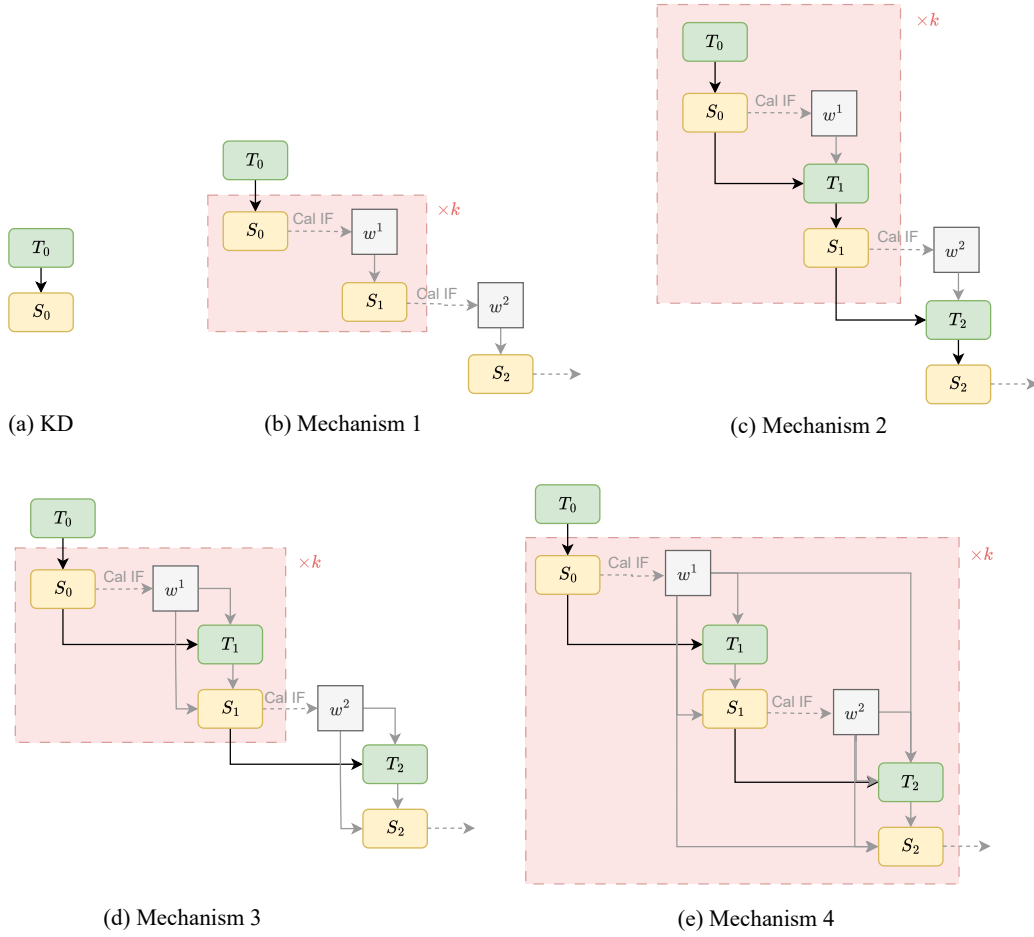 T₀
S₀
(a) KD
T₀
×k
S₀
Cal IF
w¹
S₁
Cal IF
w²
S₂
(b) Mechanism 1
×k
T₀
S₀
Cal IF
w¹
T₁
S₁
Cal IF
w²
T₂
S₂
(c) Mechanism 2
T₀
×k
S₀
Cal IF
w¹
T₁
S₁
Cal IF
w²
T₂
S₂
(d) Mechanism 3
T₀
×k
S₀
Cal IF
w¹
T₁
S₁
Cal IF
w²
T₂
S₂
(e) Mechanism 4